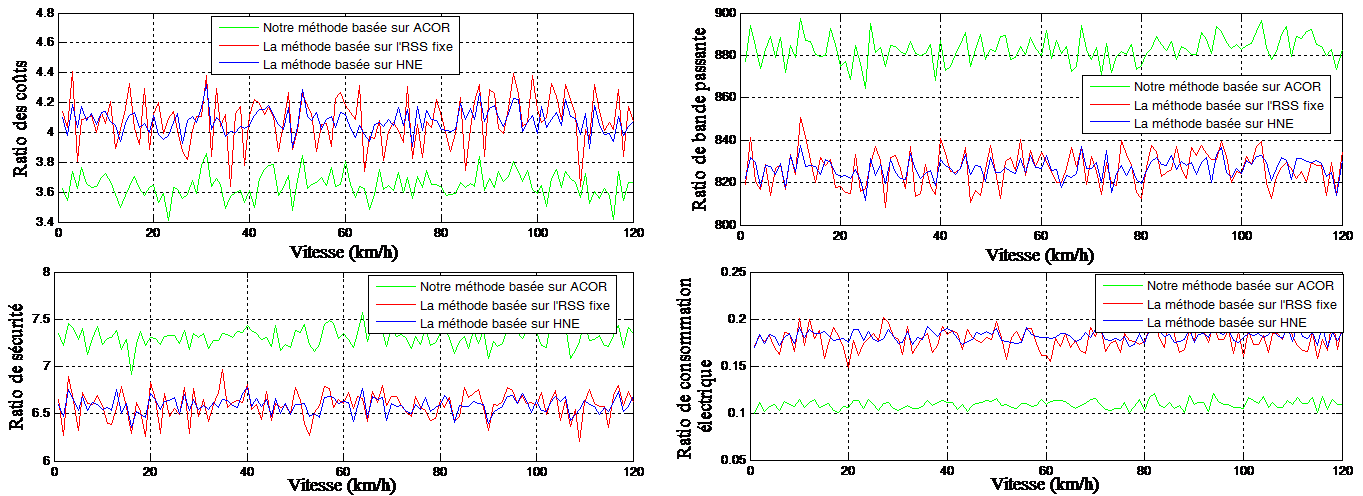 4.8
4.6
4.4
4.2
4
3.8
3.6
3.4
Ratio des coûts
Notre méthode basée sur ACOR
La méthode basée sur l'RSS fixe
La méthode basée sur HNE
0 20 40 60 80 100 120
Vitesse (km/h)
900
880
860
840
820
800
Ratio de bande passante
Notre méthode basée sur ACOR
La méthode basée sur l'RSS fixe
La méthode basée sur HNE
0 20 40 60 80 100 120
Vitesse (km/h)
8
7.5
7
6.5
6
Ratio de sécurité
Notre méthode basée sur ACOR
La méthode basée sur l'RSS fixe
La méthode basée sur HNE
0 20 40 60 80 100 120
Vitesse (km/h)
0.25
0.2
0.15
0.1
0.05
Ratio de consommation
électrique
Notre méthode basée sur ACOR
La méthode basée sur l'RSS fixe
La méthode basée sur HNE
0 20 40 60 80 100 120
Vitesse (km/h)